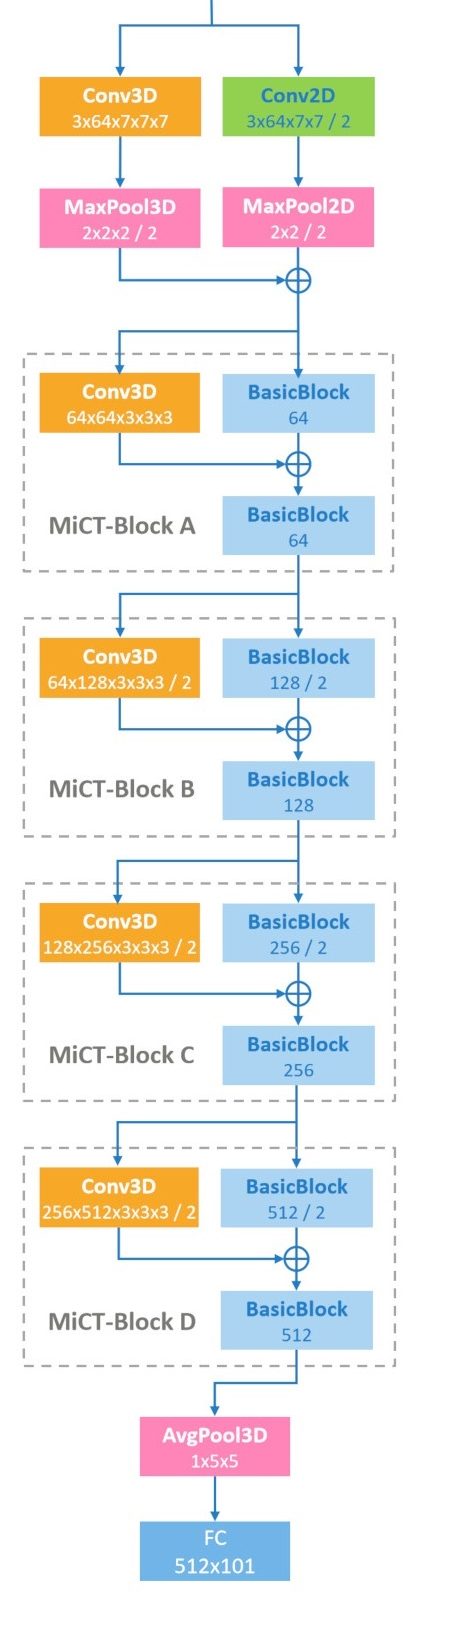 Conv3D
3x64x7x7x7
Conv2D
3x64x7x7 / 2
MaxPool3D
2x2x2 / 2
MaxPool2D
2x2 / 2
Conv3D
64x64x3x3x3
BasicBlock
64
MiCT-Block A
BasicBlock
64
Conv3D
64x128x3x3x3 / 2
BasicBlock
128 / 2
MiCT-Block B
BasicBlock
128
Conv3D
128x256x3x3x3 / 2
BasicBlock
256 / 2
MiCT-Block C
BasicBlock
256
Conv3D
256x512x3x3x3 / 2
BasicBlock
512 / 2
MiCT-Block D
BasicBlock
512
AvgPool3D
1x5x5
FC
512x101